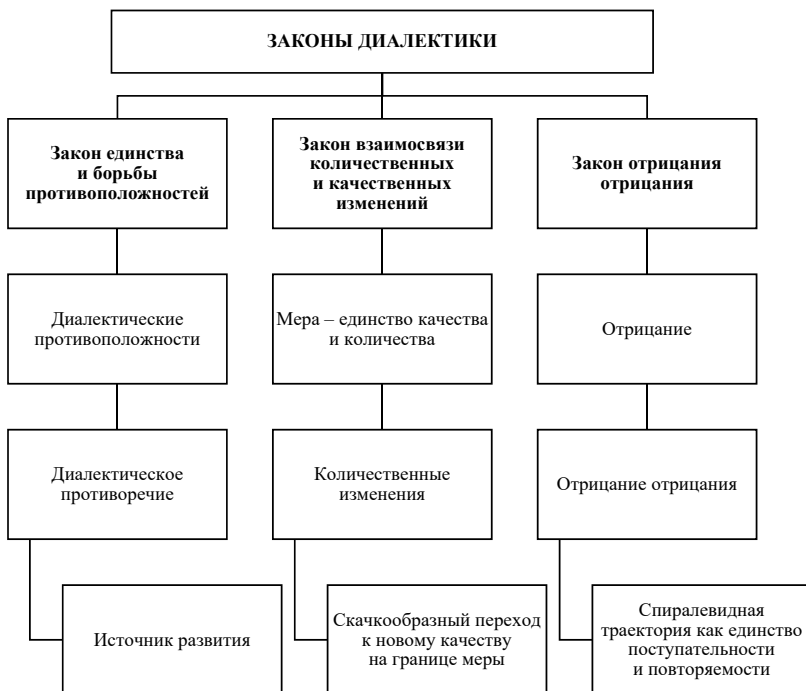 ЗАКОНЫ ДИАЛЕКТИКИ
Закон единства
и борьбы
противоположностей
Закон взаимосвязи
количественных
и качественных
изменений
Закон отрицания
отрицания
Диалектические
противоположности
Мера – единство качества
и количества
Отрицание
Диалектическое
противоречие
Количественные
изменения
Отрицание отрицания
Источник развития
Скачкообразный переход
к новому качеству
на границе меры
Спиралевидная
траектория как единство
поступательности
и повторяемости